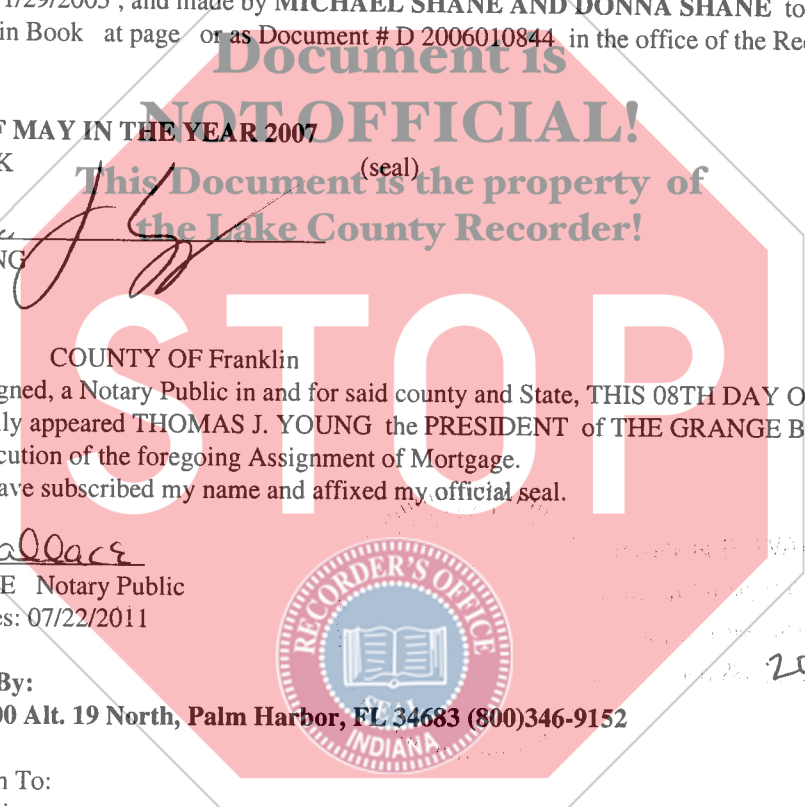 1/29/2005 , and made by MICHAEL SHANE AND DONNA SHANE to
in Book at page or as Document # D 2006010844 in the office of the Rec
Document is
NOT OFFICIAL!
This Document is the property of
the Lake County Recorder!
F MAY IN THE YEAR 2007
K
(seal)
NG
STOP
COUNTY OF Franklin
gned, a Notary Public in and for said county and State, THIS 08TH DAY O
lly appeared THOMAS J. YOUNG the PRESIDENT of THE GRANGE B
cution of the foregoing Assignment of Mortgage.
ave subscribed my name and affixed my official seal.
allace
E Notary Public
es: 07/22/2011
RECORDER'S OFFICE
SEAL
INDIANA
By:
00 Alt. 19 North, Palm Harbor, FL 34683 (800)346-9152
n To: